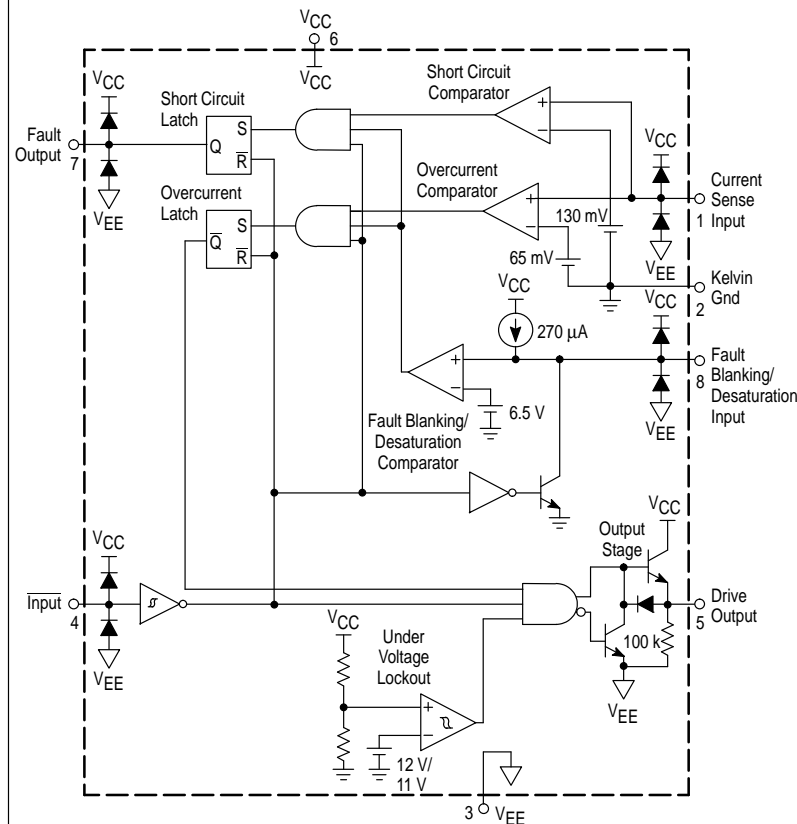 VCC
6
VCC
VCC
Short Circuit
Latch
Short Circuit
Comparator
VCC
Fault
Output
7
S
Q
R̅
+
–
Current
Sense
Input
1
Overcurrent
Latch
Overcurrent
Comparator
VEE
S
Q̅
R̅
+
–
130 mV
65 mV
VEE
Kelvin
Gnd
2
VCC
270 µA
VCC
Fault
Blanking/
Desaturation
Input
8
+
–
6.5 V
VEE
Fault Blanking/
Desaturation
Comparator
VCC
Output
Stage
VCC
Input
4
Drive
Output
5
100 k
VEE
VCC
Under
Voltage
Lockout
+
–
VEE
12 V/
11 V
3
VEE